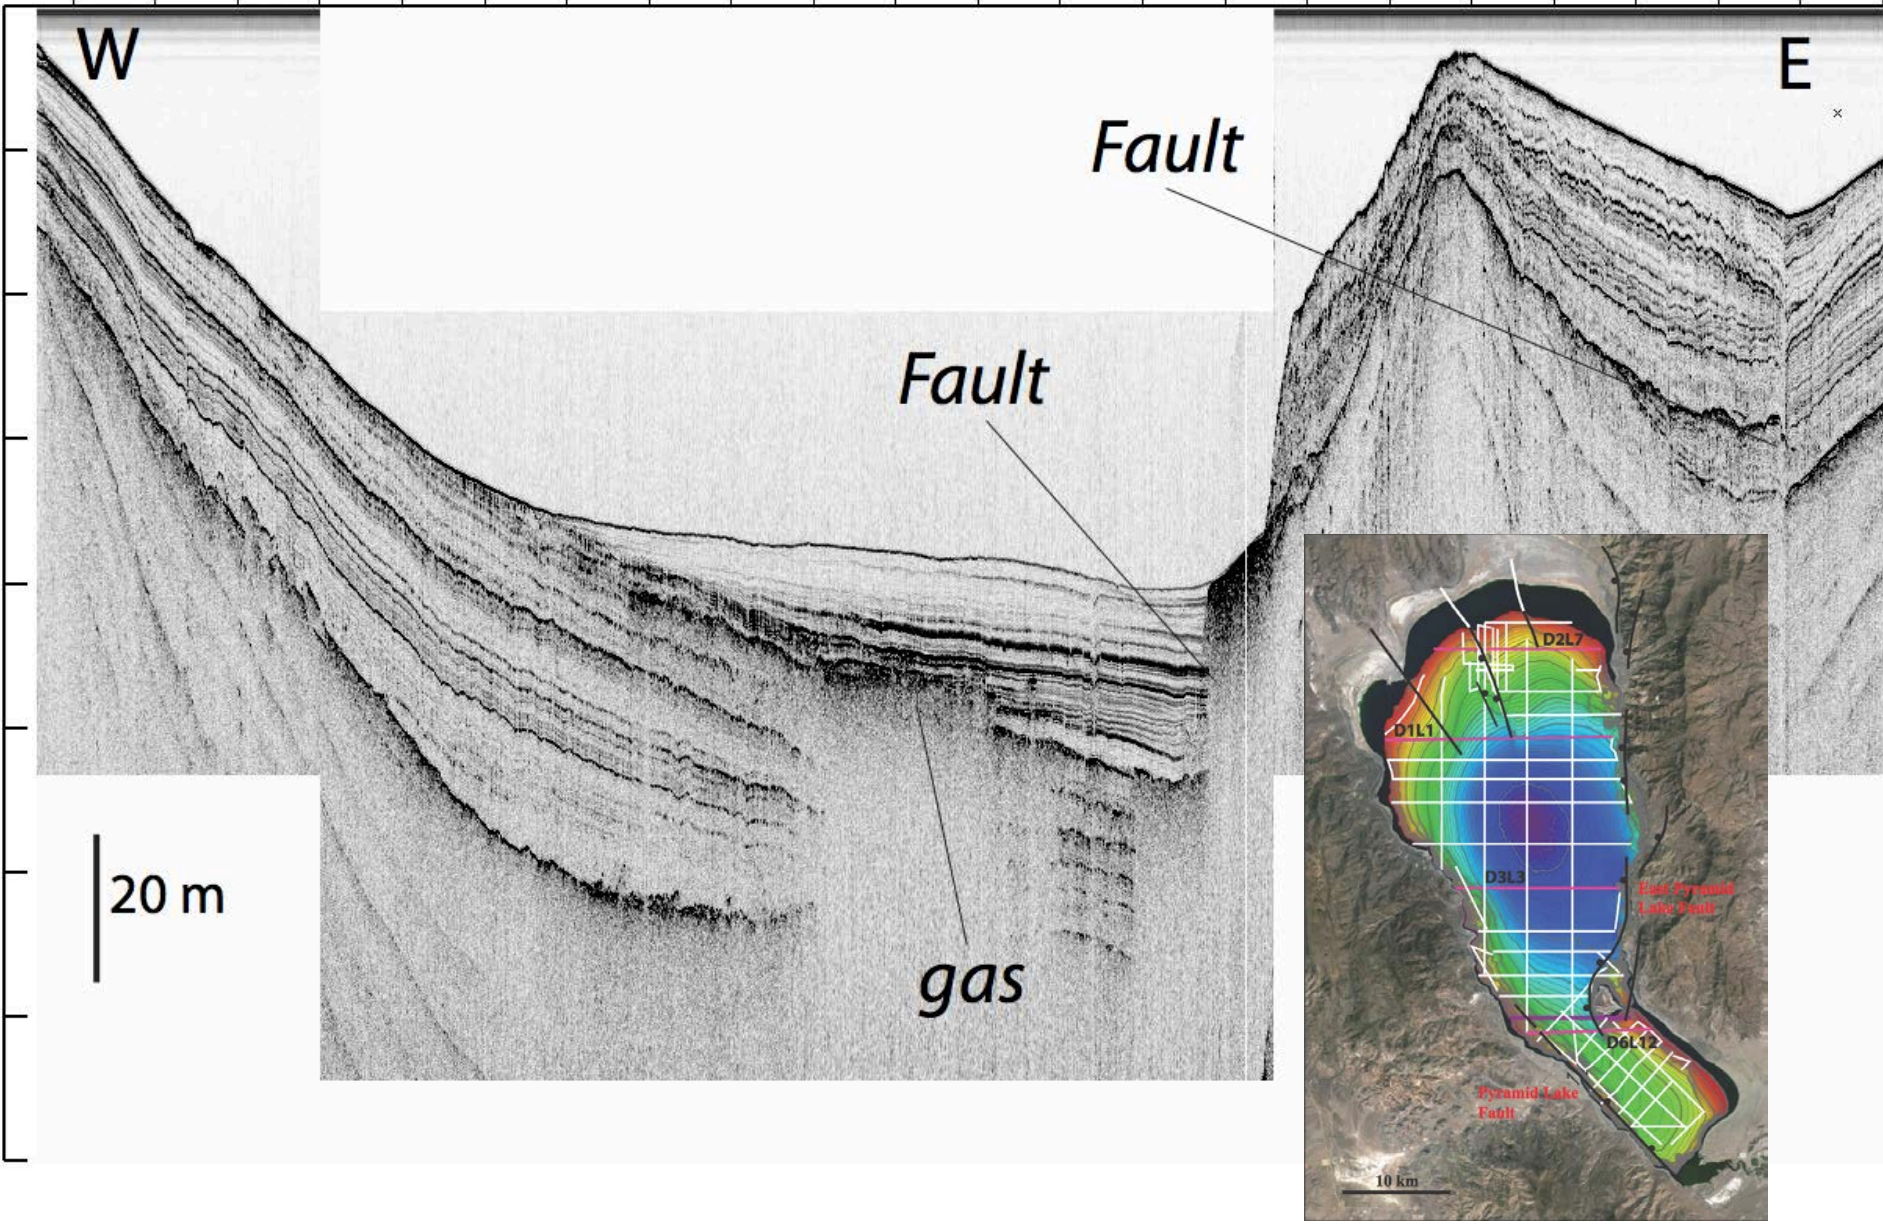 W
E
Fault
Fault
20 m
gas
D2L7
D1L1
D3L3
East Pyramid
Lake Fault
D6L12
Pyramid Lake
Fault
10 km